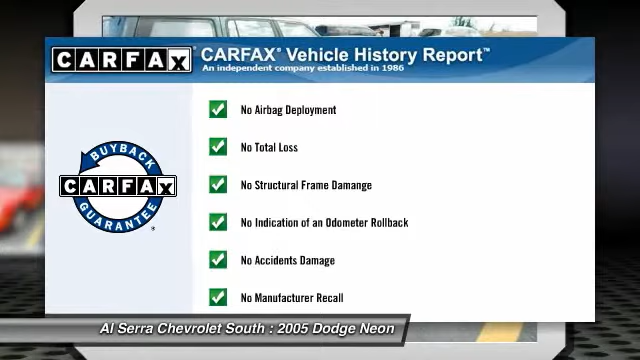 CARFAX CARFAX® Vehicle History Report™
An independent company established in 1986
No Airbag Deployment
No Total Loss
No Structural Frame Damange
No Indication of an Odometer Rollback
No Accidents Damage
No Manufacturer Recall
BUYBACK
CARFAX
GUARANTEE®
Al Serra Chevrolet South : 2005 Dodge Neon